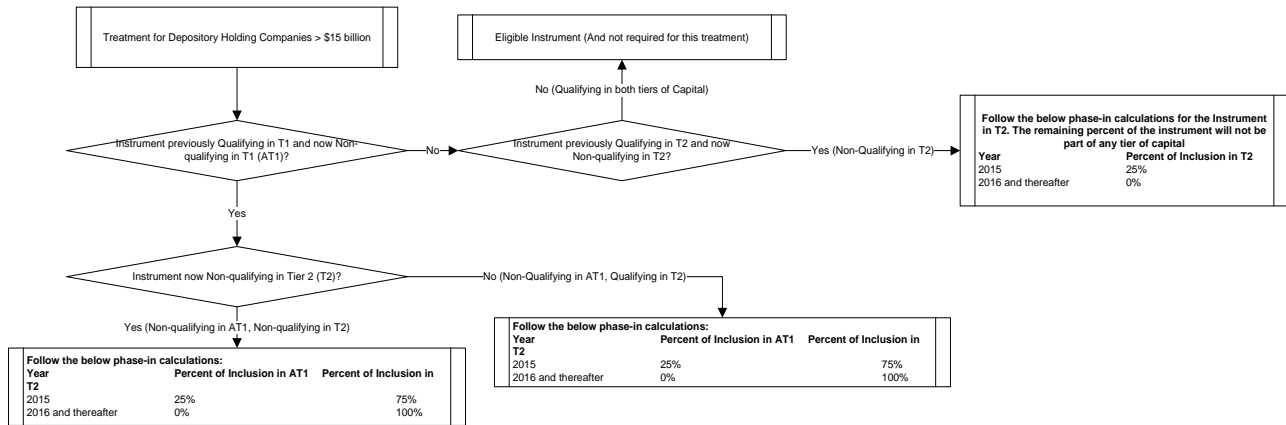 Treatment for Depository Holding Companies > $15 billion
Eligible Instrument (And not required for this treatment)
No (Qualifying in both tiers of Capital)
Instrument previously Qualifying in T1 and now Non-
qualifying in T1 (AT1)?
No
Instrument previously Qualifying in T2 and now
Non-qualifying in T2?
Yes (Non-Qualifying in T2)
Follow the below phase-in calculations for the Instrument
in T2. The remaining percent of the instrument will not be
part of any tier of capital
Year Percent of Inclusion in T2
2015 25%
2016 and thereafter 0%
Yes
Instrument now Non-qualifying in Tier 2 (T2)?
No (Non-Qualifying in AT1, Qualifying in T2)
Yes (Non-qualifying in AT1, Non-qualifying in T2)
Follow the below phase-in calculations:
Year Percent of Inclusion in AT1 Percent of Inclusion in
T2
2015 25% 75%
2016 and thereafter 0% 100%
Follow the below phase-in calculations:
Year Percent of Inclusion in AT1 Percent of Inclusion in
T2
2015 25% 75%
2016 and thereafter 0% 100%